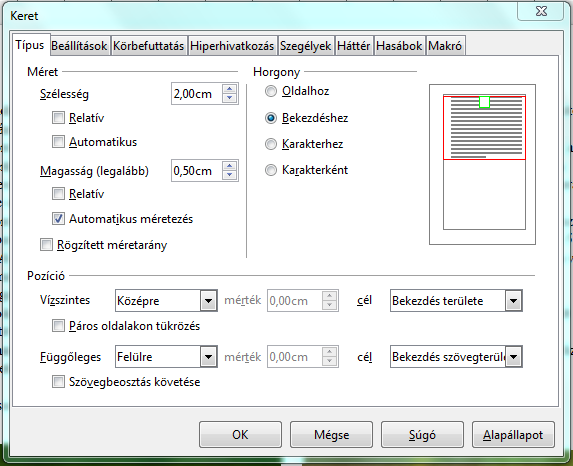 Keret
Típus Beállítások Körbefuttatás Hiperhivatkozás Szegélyek Háttér Hasábok Makró
Méret
Szélesség 2,00cm
Relatív
Automatikus
Magasság (legalább) 0,50cm
Relatív
Automatikus méretezés
Rögzített méretarány
Horgony
Oldalhoz
Bekezdéshez
Karakterhez
Karakterként
Pozíció
Vízszintes Középre mérték 0,00cm cél Bekezdés területe
Páros oldalakon tükrözés
Függőleges Felülre mérték 0,00cm cél Bekezdés szövegterül
Szövegbeosztás követése
OK Mégse Súgó Alapállapot